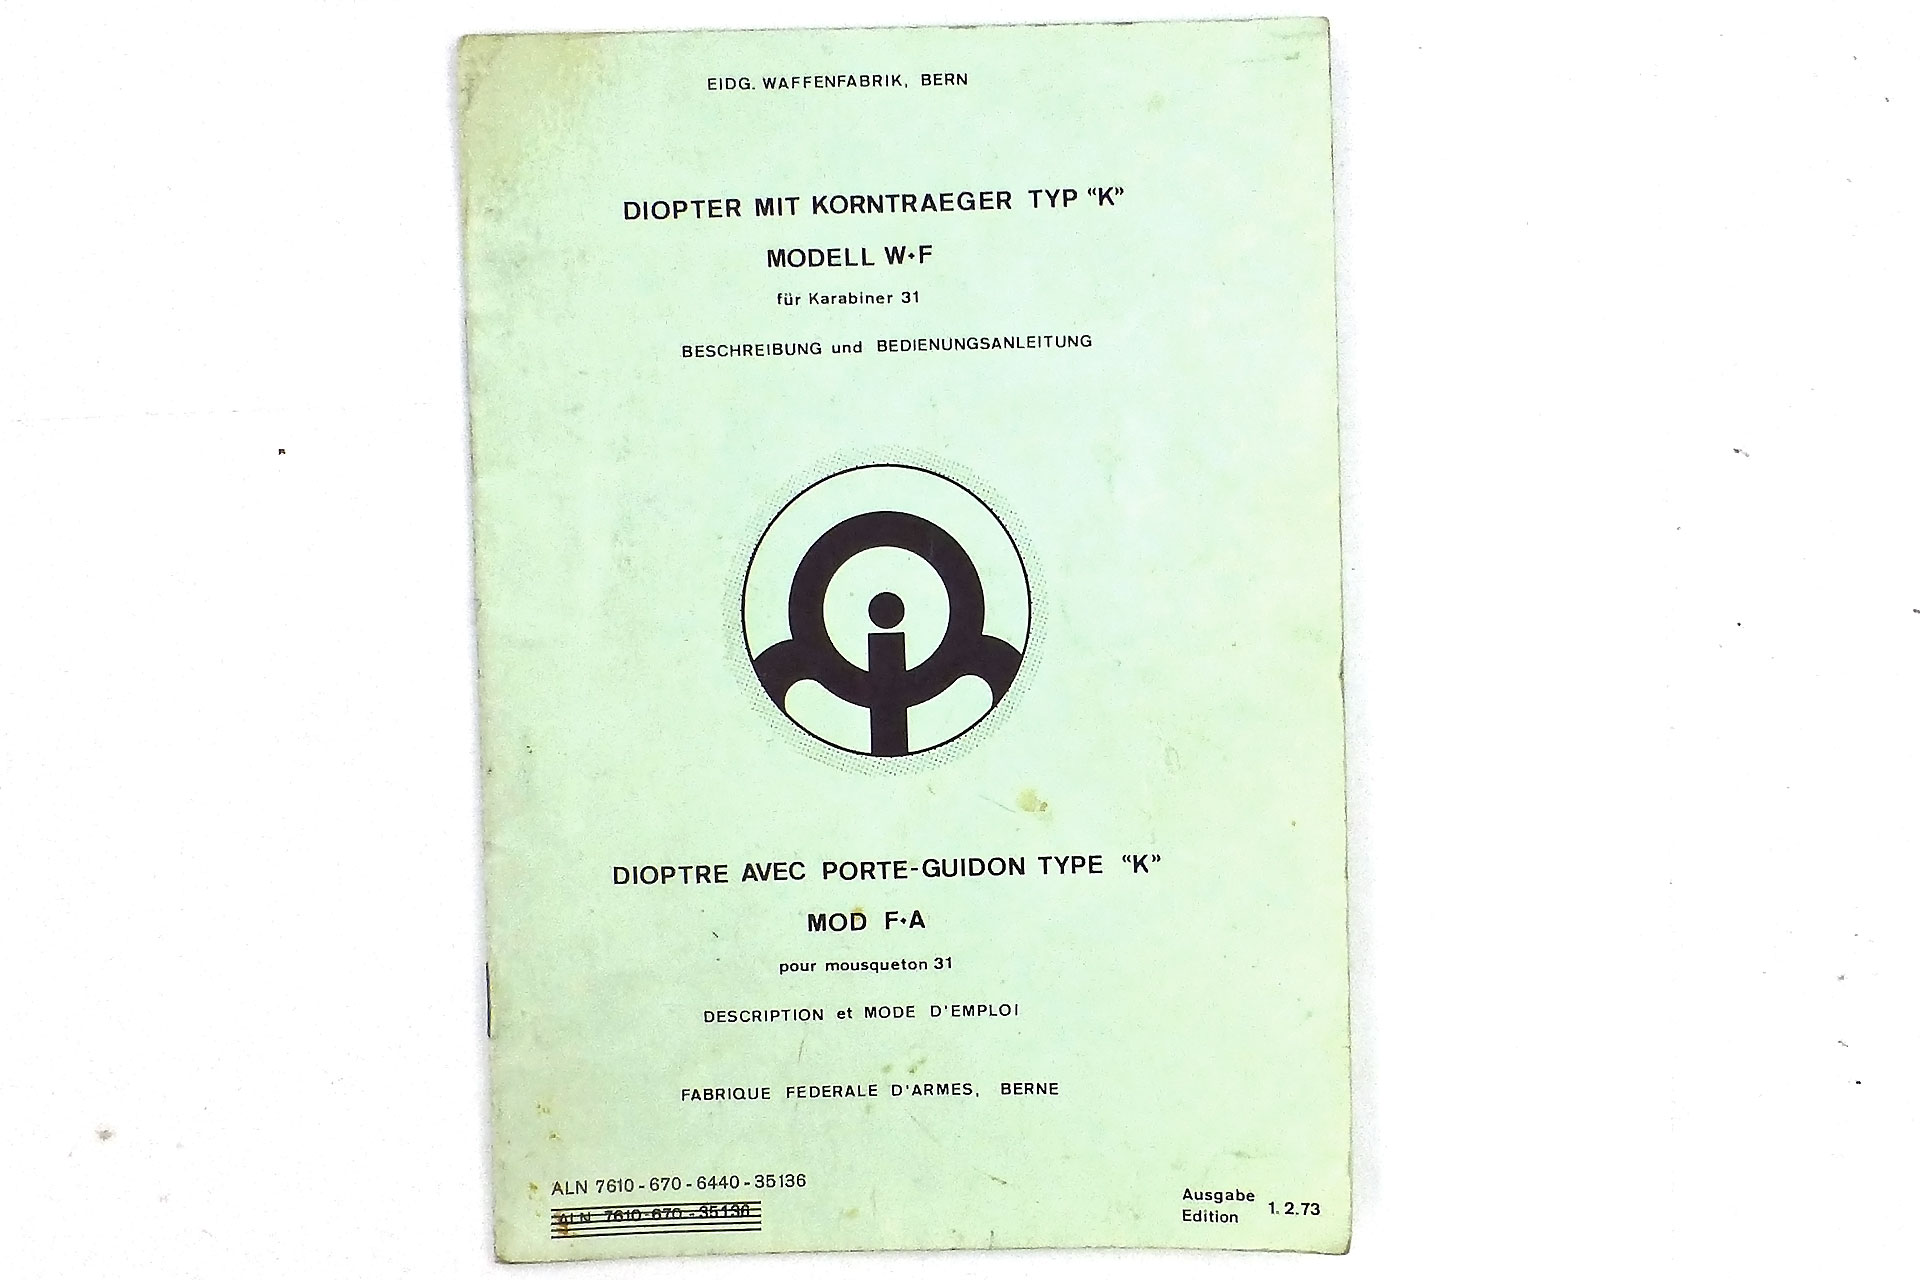 EIDG. WAFFENFABRIK, BERN
DIOPTER MIT KORNTRAEGER TYP “K”
MODELL W+F
für Karabiner 31
BESCHREIBUNG und BEDIENUNGSANLEITUNG
DIOPTRE AVEC PORTE-GUIDON TYPE “K”
MOD F+A
pour mousqueton 31
DESCRIPTION et MODE D'EMPLOI
FABRIQUE FEDERALE D'ARMES, BERNE
ALN 7610-670-6440-35136
ALN 7610-670-35136
Ausgabe
Edition
1.2.73